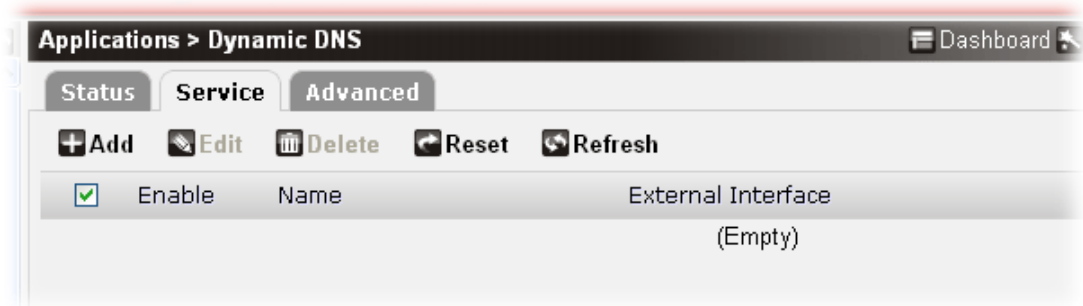 Applications > Dynamic DNS Dashboard
Status Service Advanced
Add Edit Delete Reset Refresh
Enable Name External Interface
(Empty)